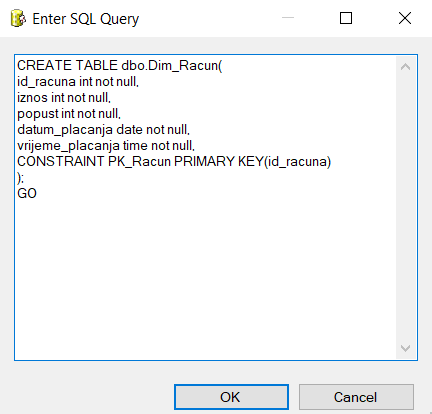 Enter SQL Query
CREATE TABLE dbo.Dim_Racun(
id_racuna int not null,
iznos int not null,
popust int not null,
datum_placanja date not null,
vrijeme_placanja time not null,
CONSTRAINT PK_Racun PRIMARY KEY(id_racuna)
);
GO
OK
Cancel